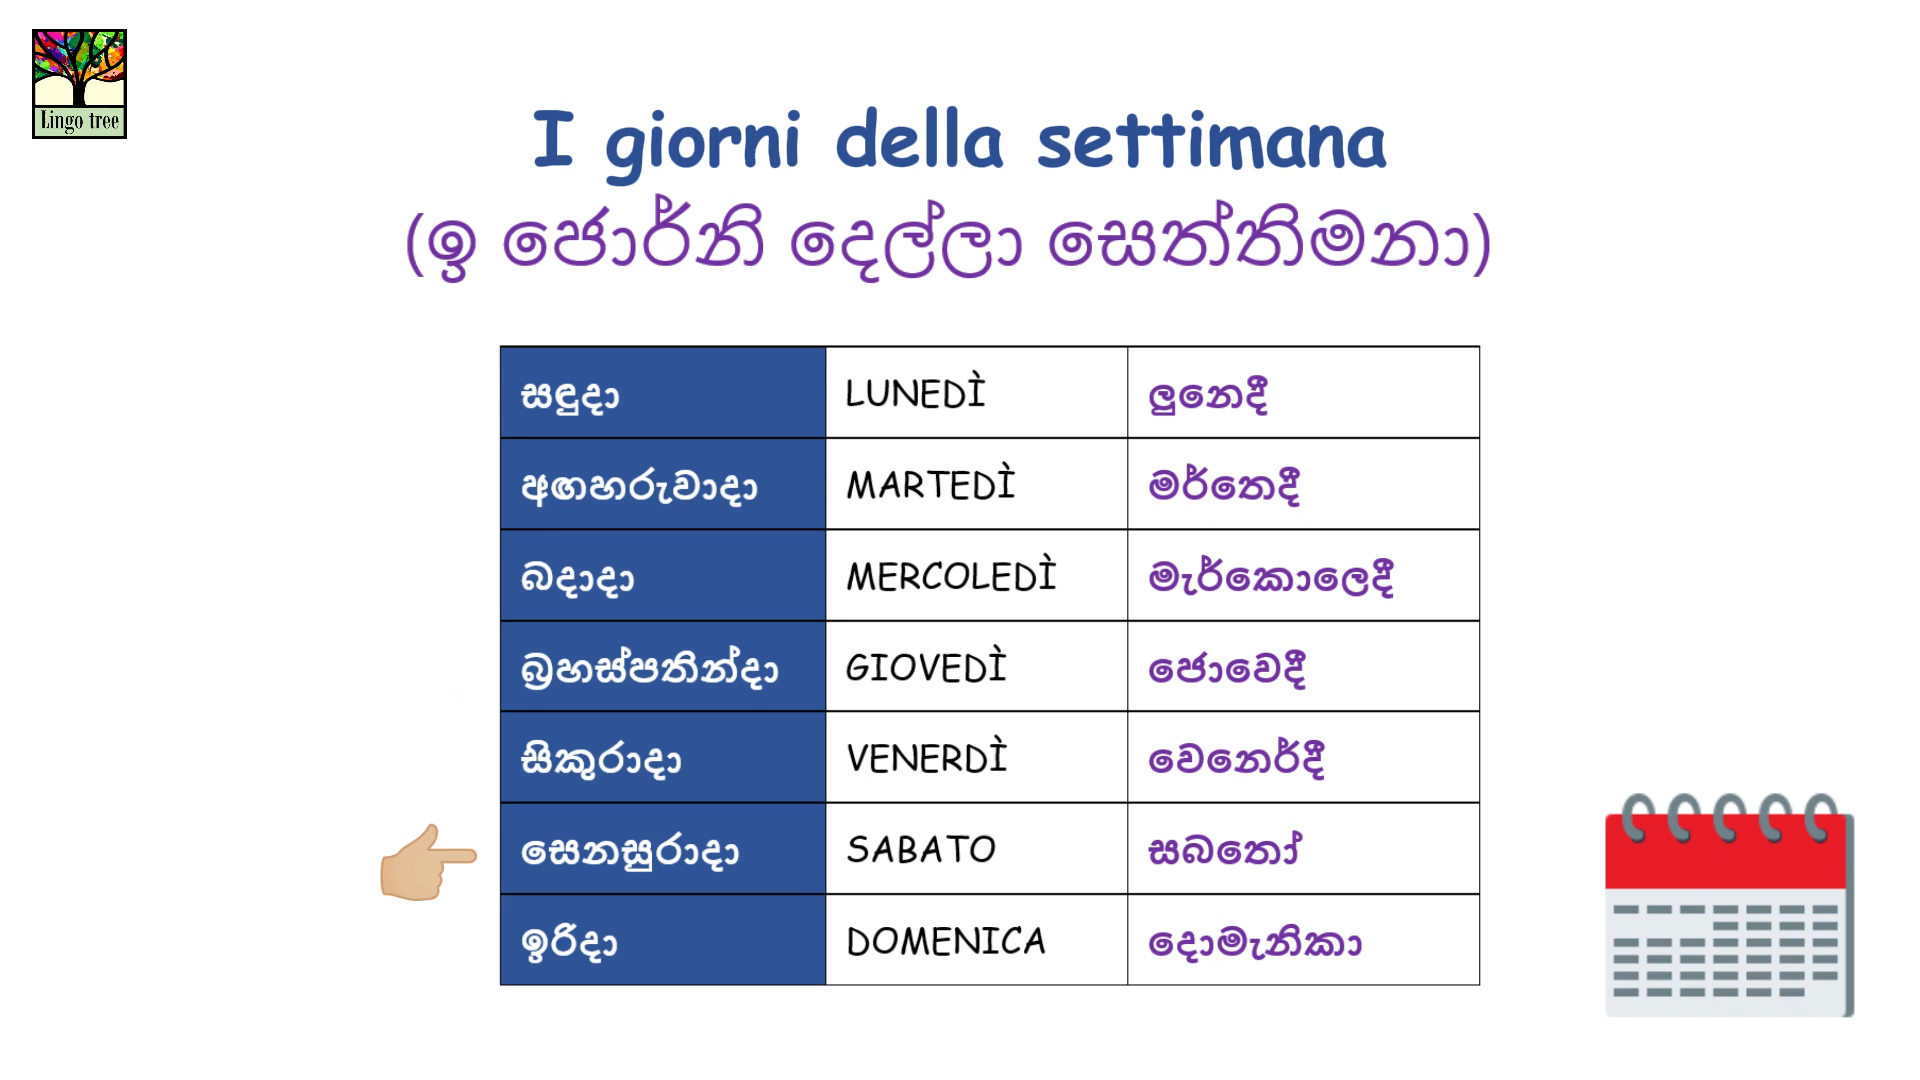 Lingo tree
I giorni della settimana
(ඉ ජොර්නි දෙල්ලා සෙත්තිමනා)
සඳුදා LUNEDÌ ලුනෙදී
අඟහරුවාදා MARTEDÌ මර්තෙදී
බදාදා MERCOLEDÌ මැර්කොලෙදී
බ්‍රහස්පතින්දා GIOVEDÌ ජොවෙදී
සිකුරාදා VENERDÌ වෙනෙර්දී
සෙනසුරාදා SABATO සබතෝ
ඉරිදා DOMENICA දොමැනිකා